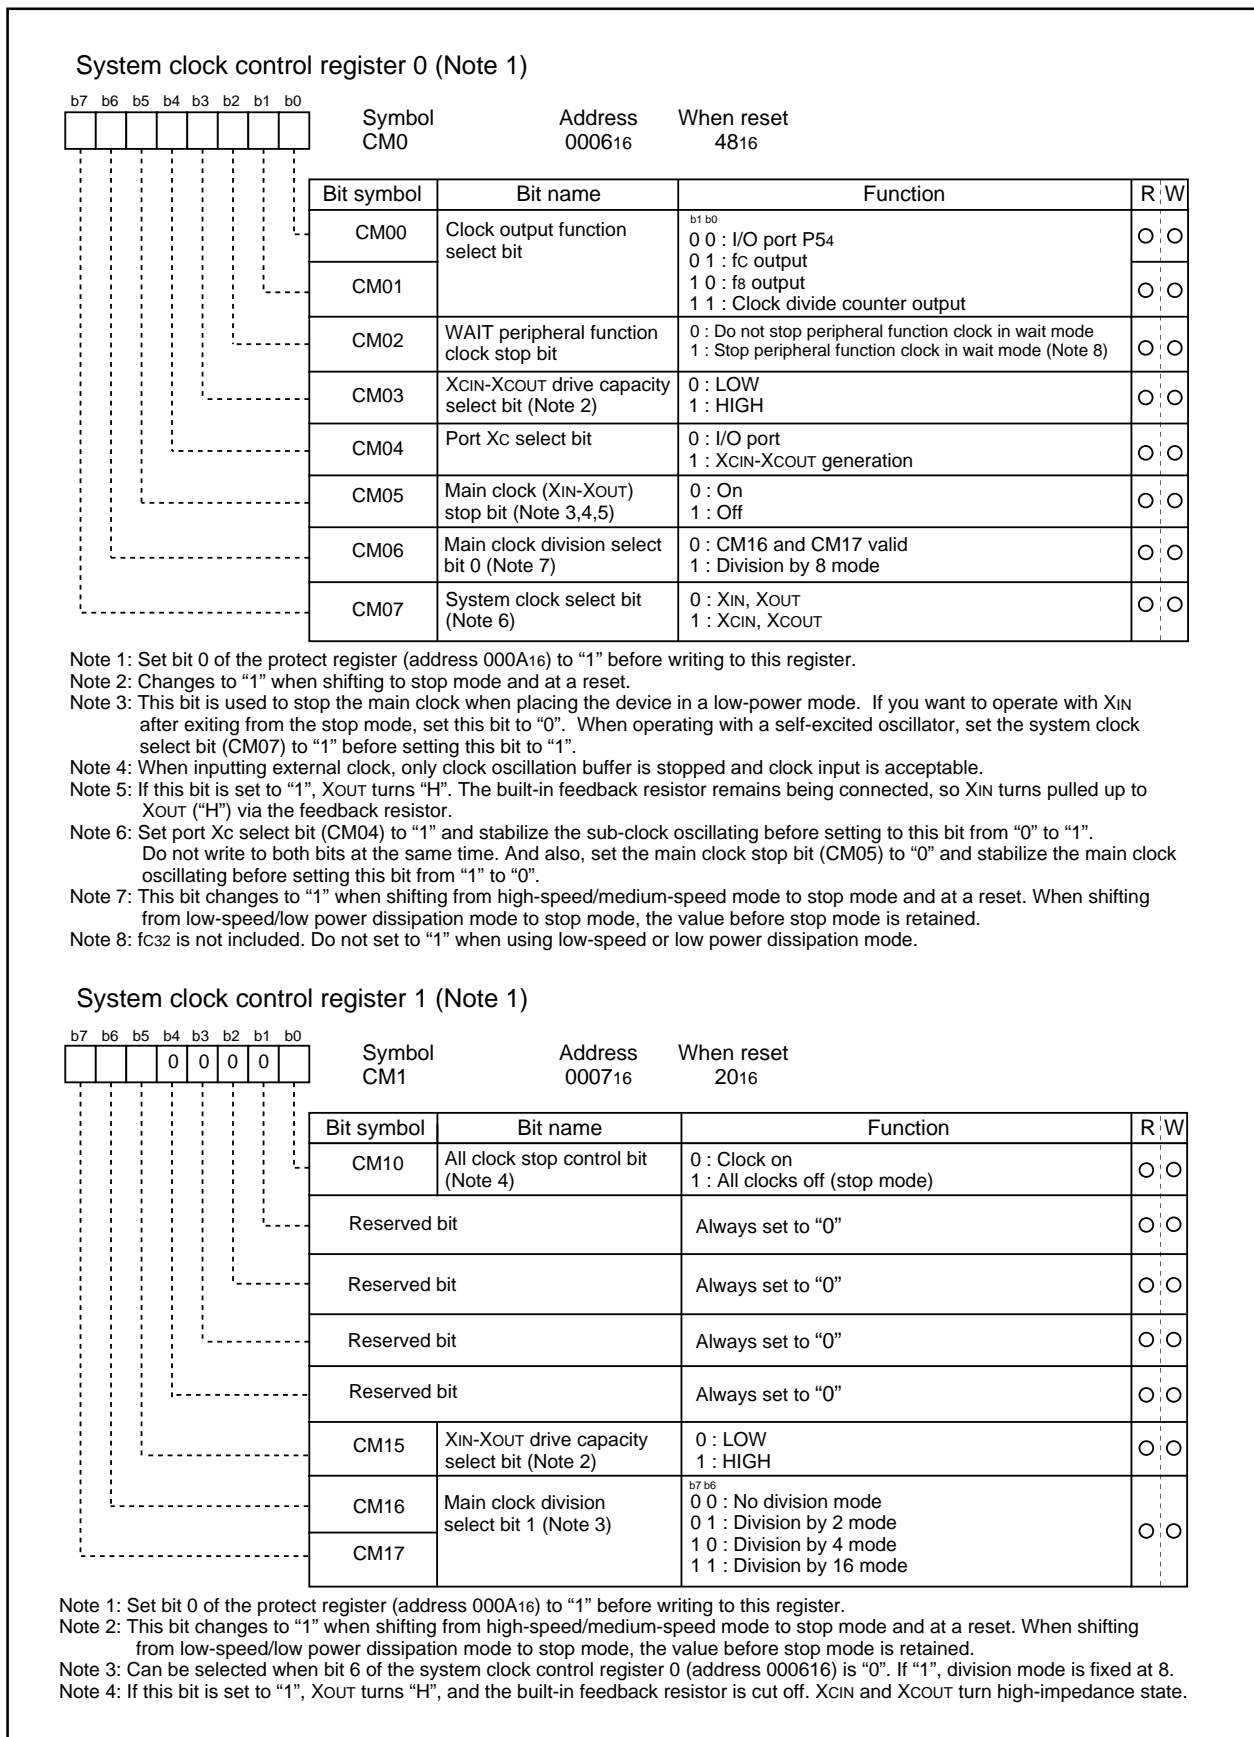 System clock control register 0 (Note 1)
b7 b6 b5 b4 b3 b2 b1 b0
Symbol Address When reset
CM0 000616 4816
Bit symbol Bit name Function R W
CM00 Clock output function select bit
b1 b0
0 0 : I/O port P54
0 1 : fC output
1 0 : f8 output
1 1 : Clock divide counter output
CM01
CM02 WAIT peripheral function clock stop bit
0 : Do not stop peripheral function clock in wait mode
1 : Stop peripheral function clock in wait mode (Note 8)
CM03 XCIN-XCOUT drive capacity select bit (Note 2)
0 : LOW
1 : HIGH
CM04 Port XC select bit
0 : I/O port
1 : XCIN-XCOUT generation
CM05 Main clock (XIN-XOUT) stop bit (Note 3,4,5)
0 : On
1 : Off
CM06 Main clock division select bit 0 (Note 7)
0 : CM16 and CM17 valid
1 : Division by 8 mode
CM07 System clock select bit (Note 6)
0 : XIN, XOUT
1 : XCIN, XCOUT
Note 1: Set bit 0 of the protect register (address 000A16) to “1” before writing to this register.
Note 2: Changes to “1” when shifting to stop mode and at a reset.
Note 3: This bit is used to stop the main clock when placing the device in a low-power mode. If you want to operate with XIN
after exiting from the stop mode, set this bit to “0”. When operating with a self-excited oscillator, set the system clock
select bit (CM07) to “1” before setting this bit to “1”.
Note 4: When inputting external clock, only clock oscillation buffer is stopped and clock input is acceptable.
Note 5: If this bit is set to “1”, XOUT turns “H”. The built-in feedback resistor remains being connected, so XIN turns pulled up to
XOUT (“H”) via the feedback resistor.
Note 6: Set port Xc select bit (CM04) to “1” and stabilize the sub-clock oscillating before setting to this bit from “0” to “1”.
Do not write to both bits at the same time. And also, set the main clock stop bit (CM05) to “0” and stabilize the main clock
oscillating before setting this bit from “1” to “0”.
Note 7: This bit changes to “1” when shifting from high-speed/medium-speed mode to stop mode and at a reset. When shifting
from low-speed/low power dissipation mode to stop mode, the value before stop mode is retained.
Note 8: fC32 is not included. Do not set to “1” when using low-speed or low power dissipation mode.
System clock control register 1 (Note 1)
b7 b6 b5 b4 b3 b2 b1 b0
0 0 0 0
Symbol Address When reset
CM1 000716 2016
Bit symbol Bit name Function R W
CM10 All clock stop control bit (Note 4)
0 : Clock on
1 : All clocks off (stop mode)
Reserved bit Always set to “0”
Reserved bit Always set to “0”
Reserved bit Always set to “0”
Reserved bit Always set to “0”
CM15 XIN-XOUT drive capacity select bit (Note 2)
0 : LOW
1 : HIGH
CM16 Main clock division select bit 1 (Note 3)
b7 b6
0 0 : No division mode
0 1 : Division by 2 mode
1 0 : Division by 4 mode
1 1 : Division by 16 mode
CM17
Note 1: Set bit 0 of the protect register (address 000A16) to “1” before writing to this register.
Note 2: This bit changes to “1” when shifting from high-speed/medium-speed mode to stop mode and at a reset. When shifting
from low-speed/low power dissipation mode to stop mode, the value before stop mode is retained.
Note 3: Can be selected when bit 6 of the system clock control register 0 (address 000616) is “0”. If “1”, division mode is fixed at 8.
Note 4: If this bit is set to “1”, XOUT turns “H”, and the built-in feedback resistor is cut off. XCIN and XCOUT turn high-impedance state.